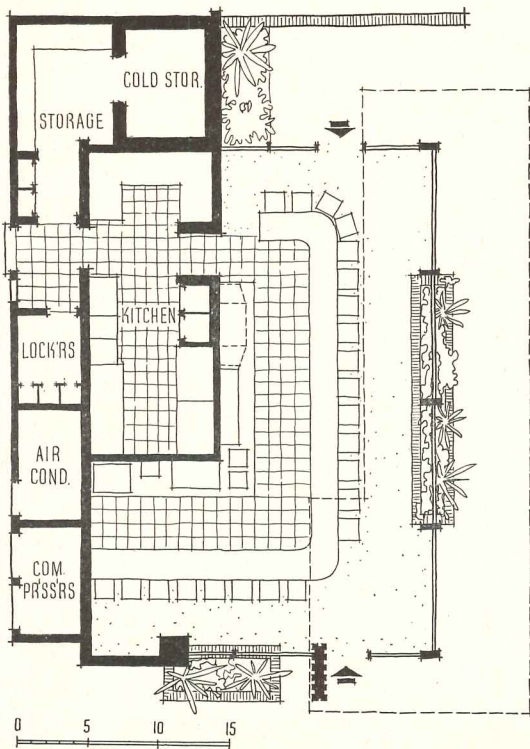 COLD STOR.
STORAGE
KITCHEN
LOCK'RS
AIR
COND.
COM
PR'SS'RS
0 5 10 15